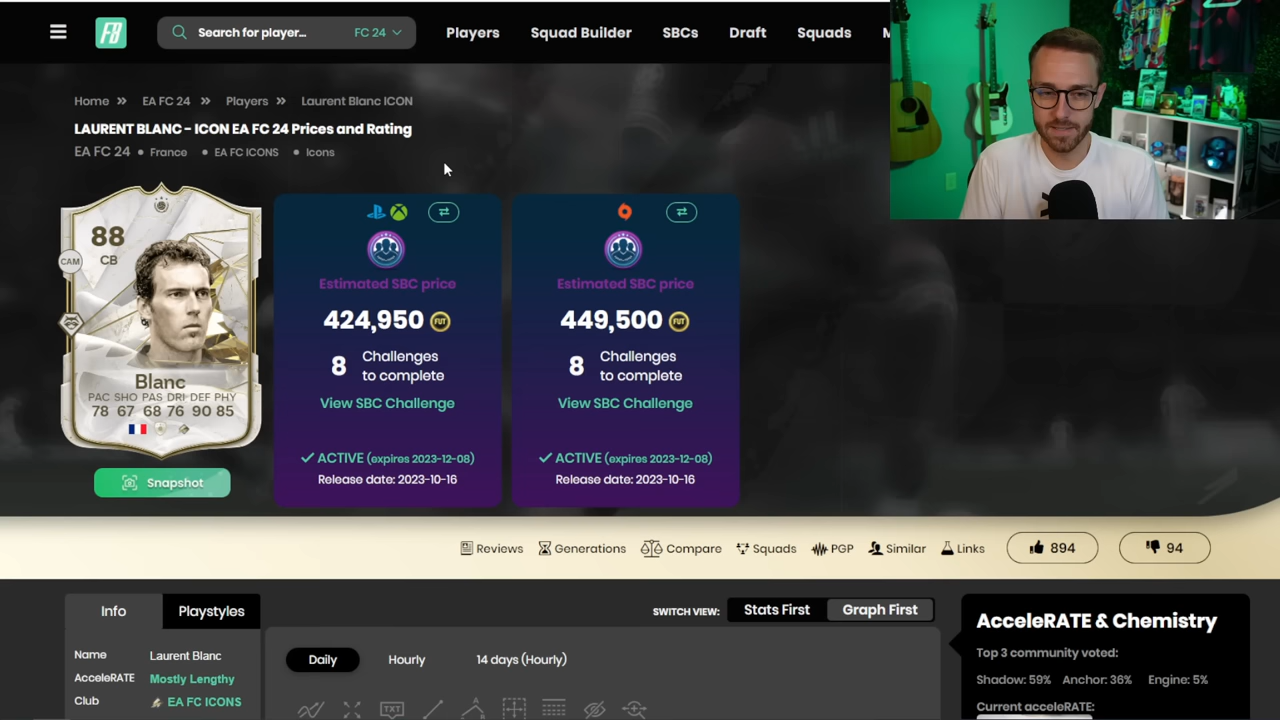 FB
Search for player...
FC 24
Players
Squad Builder
SBCs
Draft
Squads
M
Home » EA FC 24 » Players » Laurent Blanc ICON
LAURENT BLANC - ICON EA FC 24 Prices and Rating
EA FC 24 • France • EA FC ICONS • Icons
88
CB
CAM
Blanc
PAC SHO PAS DRI DEF PHY
78 67 68 76 90 85
Snapshot
Estimated SBC price
424,950 FUT
8 Challenges
to complete
View SBC Challenge
ACTIVE (expires 2023-12-08)
Release date: 2023-10-16
Estimated SBC price
449,500 FUT
8 Challenges
to complete
View SBC Challenge
ACTIVE (expires 2023-12-08)
Release date: 2023-10-16
Reviews
Generations
Compare
Squads
PGP
Similar
Links
894
94
Info
Playstyles
SWITCH VIEW:
Stats First
Graph First
Name Laurent Blanc
AcceleRATE Mostly Lengthy
Club EA FC ICONS
Daily
Hourly
14 days (Hourly)
TXT
AcceleRATE & Chemistry
Top 3 community voted:
Shadow: 59% Anchor: 36% Engine: 5%
Current acceleRATE: